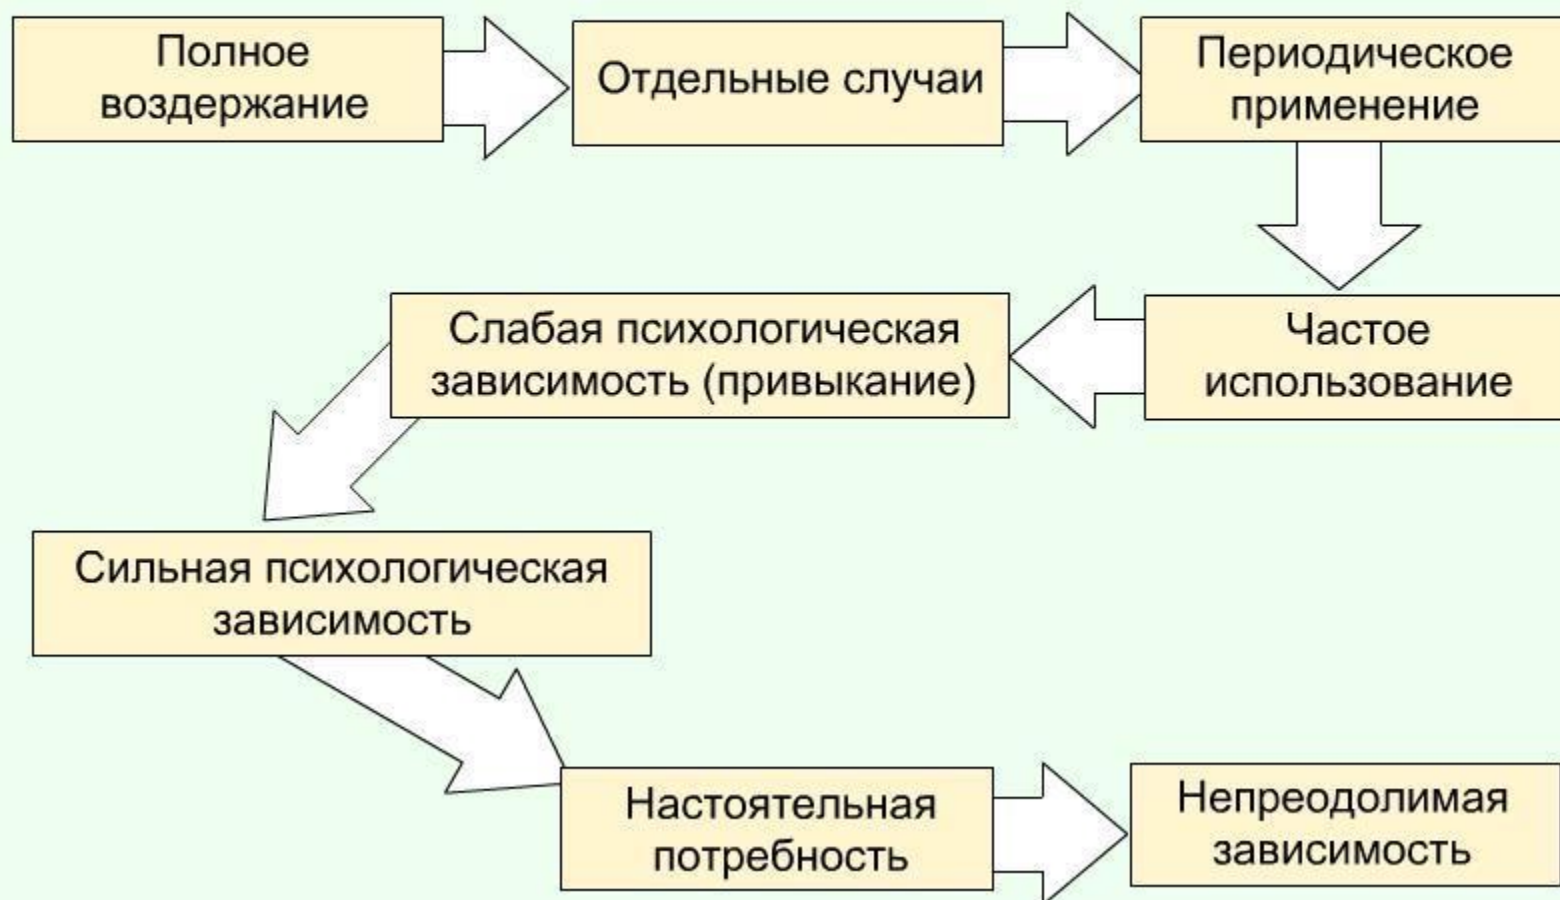 Полное
воздержание
Отдельные случаи
Периодическое
применение
Частое
использование
Слабая психологическая
зависимость (привыкание)
Сильная психологическая
зависимость
Настоятельная
потребность
Непреодолимая
зависимость